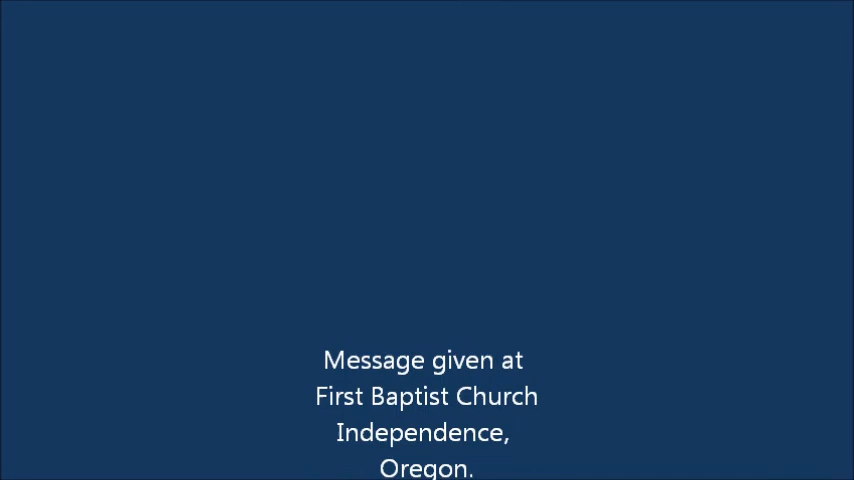 Message given at
First Baptist Church
Independence,
Oregon.